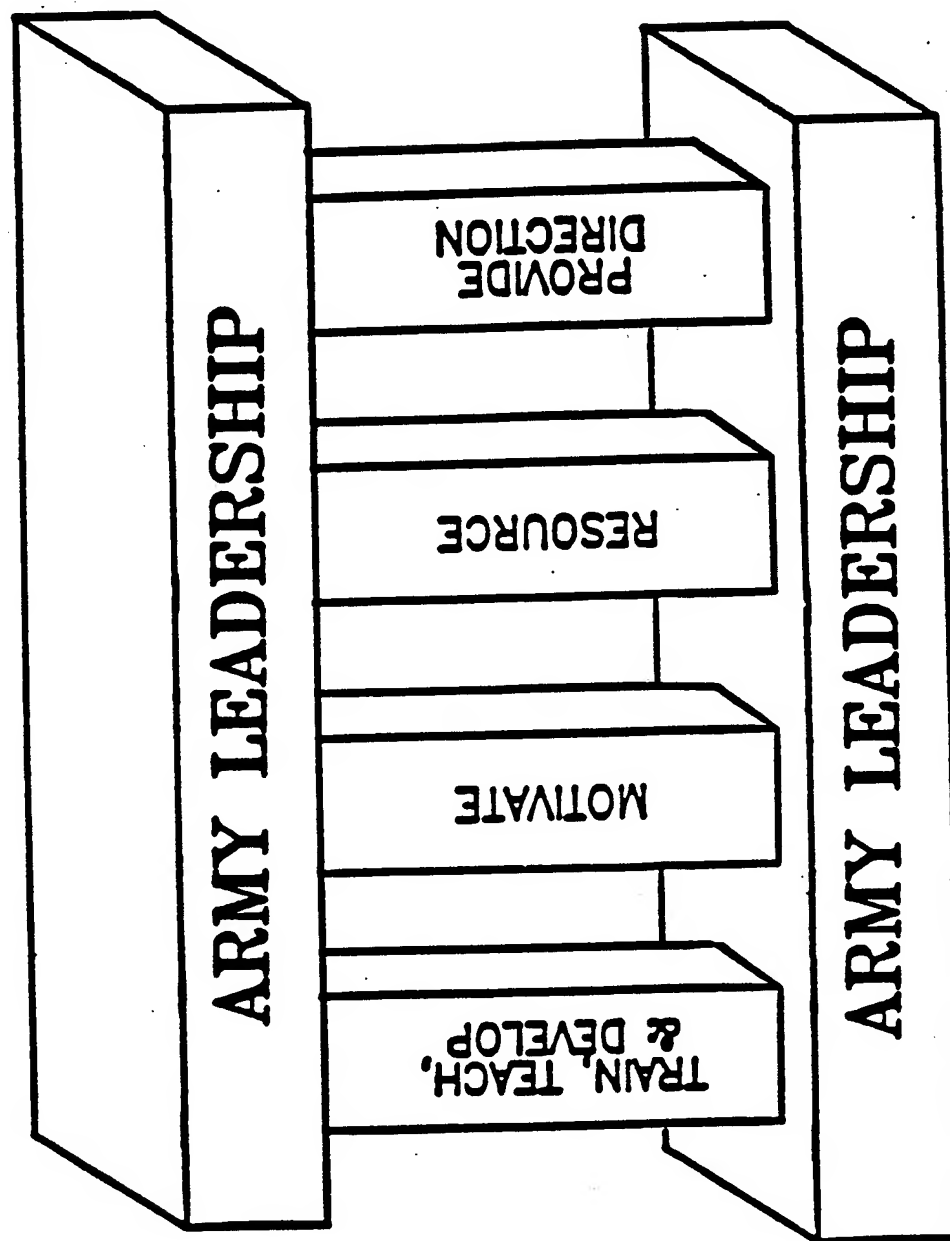 ARMY LEADERSHIP
TRAIN, TEACH,
& DEVELOP
MOTIVATE
RESOURCE
PROVIDE
DIRECTION
ARMY LEADERSHIP